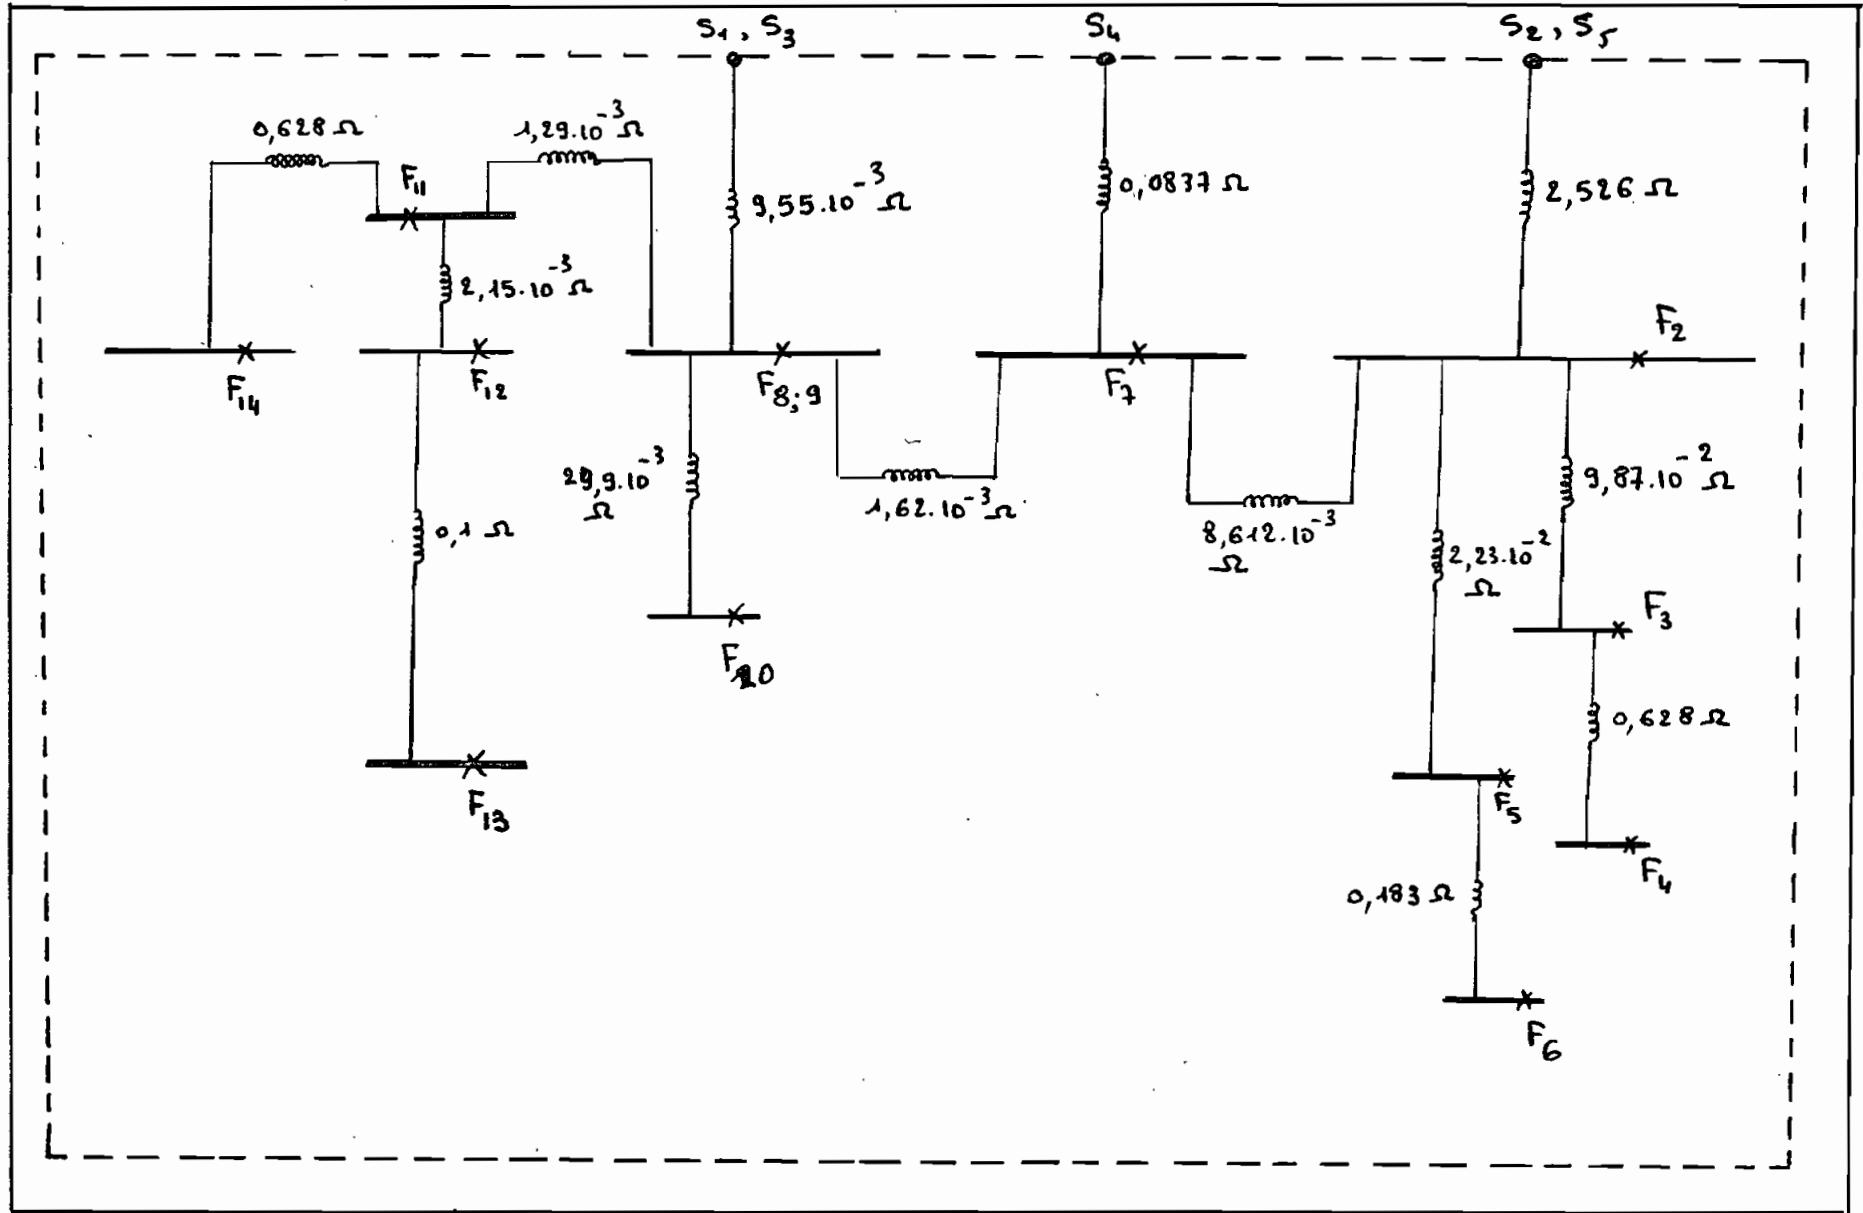 S1, S3
S4
S2, S5
0,628 Ω
1,29.10⁻³ Ω
F11
9,55.10⁻³ Ω
0,0837 Ω
2,526 Ω
2,15.10⁻³ Ω
F2
F14
F12
F8;9
F7
29,9.10⁻³
Ω
1,62.10⁻³ Ω
9,87.10⁻² Ω
0,1 Ω
8,612.10⁻³
Ω
2,23.10⁻²
Ω
F3
F10
0,628 Ω
F13
F5
F4
0,183 Ω
F6